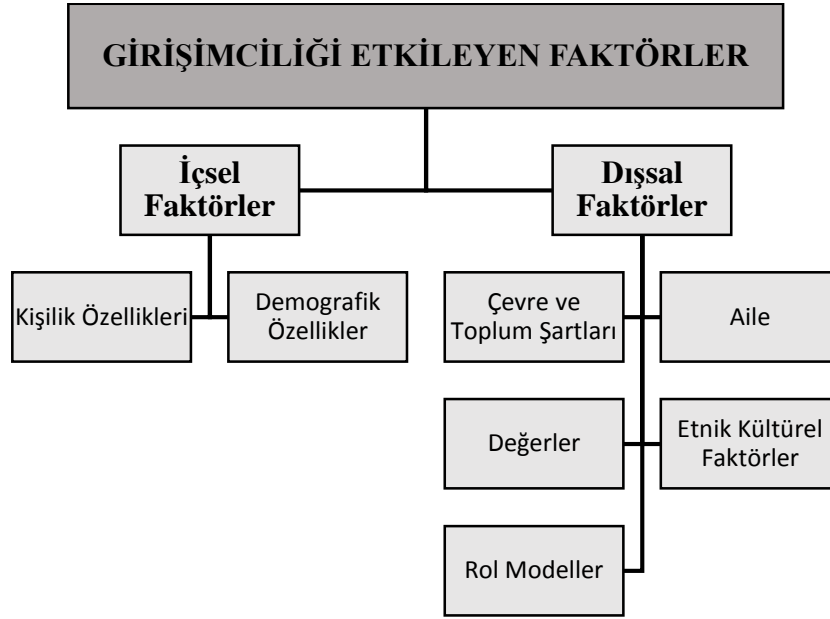 GİRİŞİMCİLİĞİ ETKİLEYEN FAKTÖRLER
İçsel
Faktörler
Dışsal
Faktörler
Kişilik Özellikleri
Demografik
Özellikler
Çevre ve
Toplum Şartları
Aile
Değerler
Etnik Kültürel
Faktörler
Rol Modeller